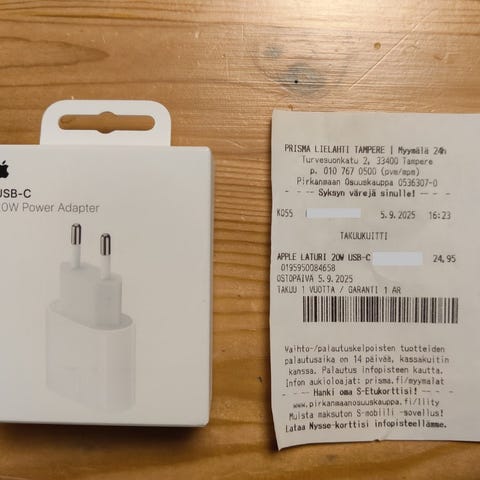 USB-C
20W Power Adapter
PRISMA LIELAHTI TAMPERE | Myymälä 24h
Turvesuonkatu 2, 33400 Tampere
p. 010 767 0500 (pvm/mpm)
Pirkanmaan Osuuskauppa 0536307-0
- - - - Syksyn värejä sinulle! - - - -
K055 5.9.2025 16:23
TAKUUKUITTI
APPLE LATURI 20W USB-C 24,95
0195950084658
OSTOPÄIVÄ 5.9.2025
TAKUU 1 VUOTTA / GARANTI 1 ÅR
Vaihto-/palautuskelpoisten tuotteiden
palautusaika on 14 päivää, kassakuitin
kanssa. Palautus infopisteen kautta.
Infon aukioloajat: prisma.fi/myymalat
- - - - Hanki oma S-Etukorttisi! - - - -
www.pirkanmaanosuuskauppa.fi/liity
Muista maksuton S-mobiili -sovellus!
Lataa Nysse-korttisi infopisteellämme.